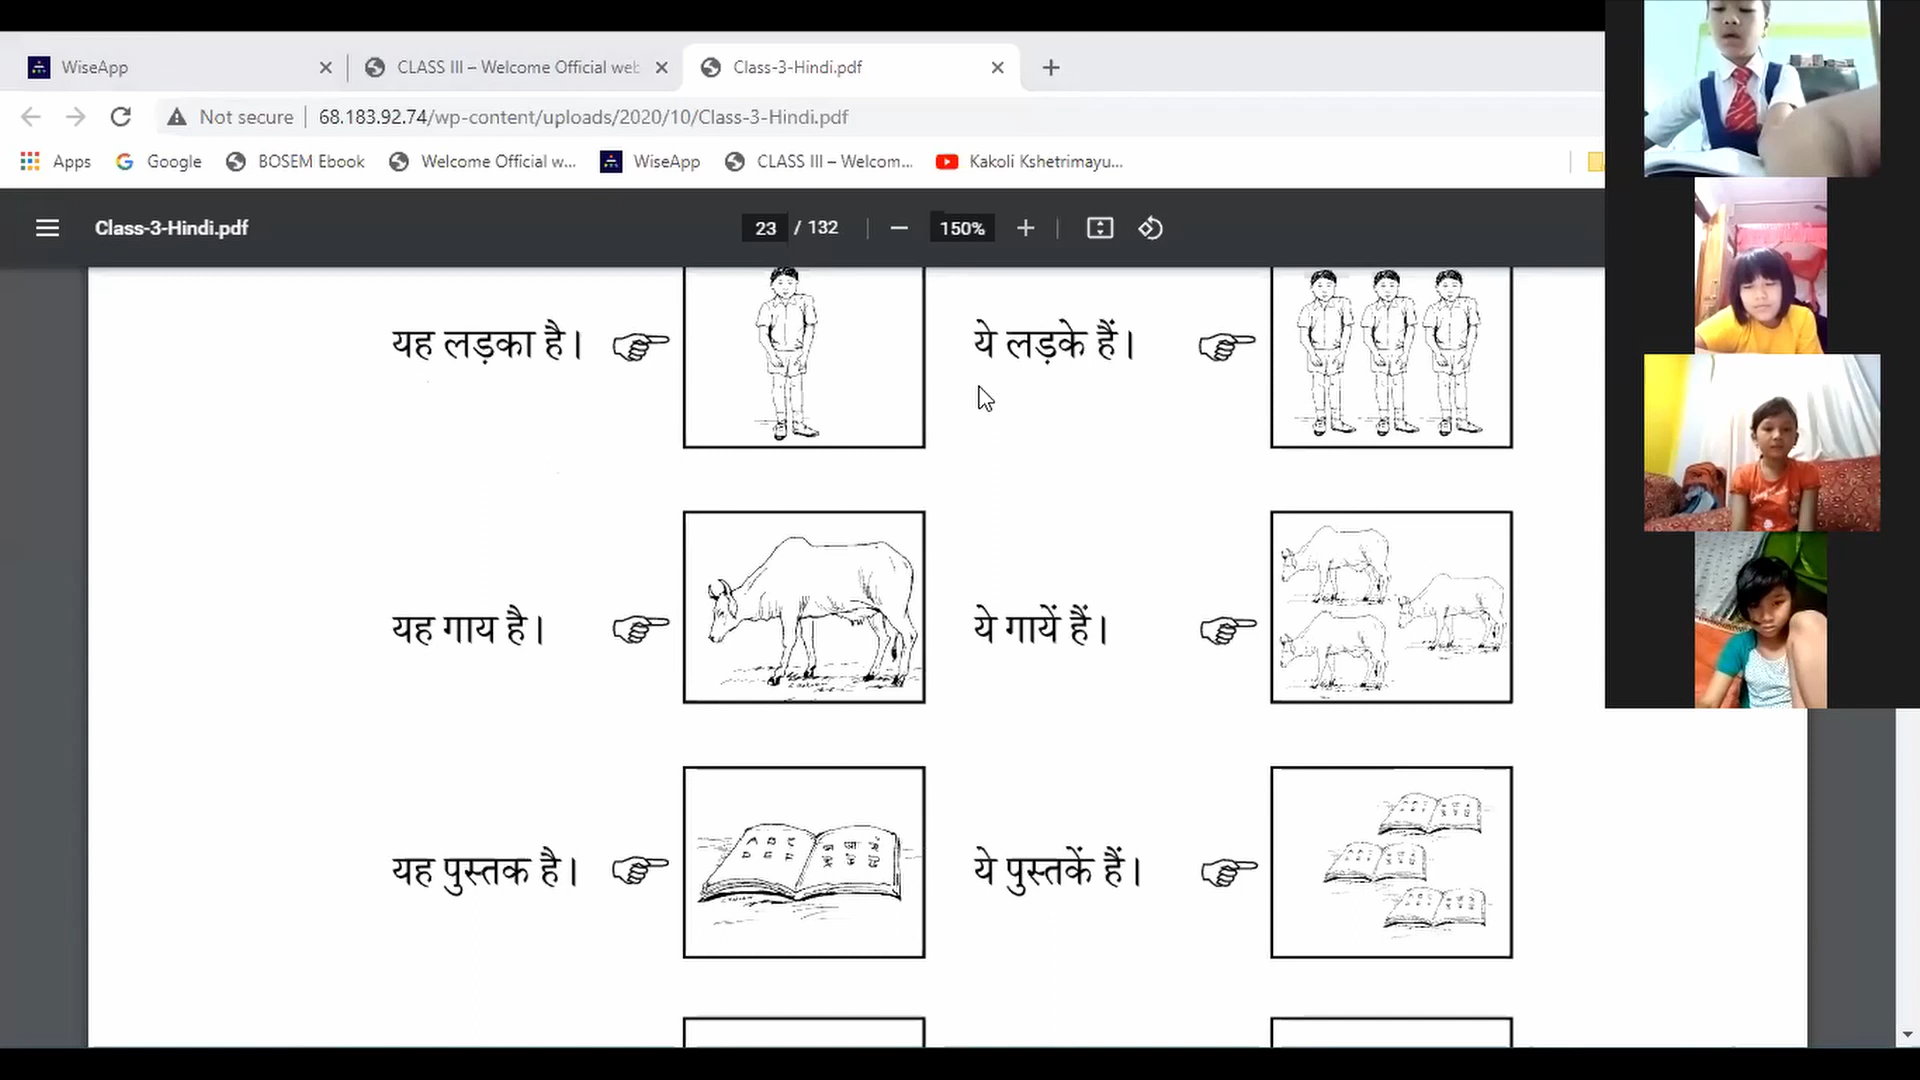 WiseApp
CLASS III – Welcome Official web
Class-3-Hindi.pdf
Not secure
68.183.92.74/wp-content/uploads/2020/10/Class-3-Hindi.pdf
Apps
Google
BOSEM Ebook
Welcome Official w...
WiseApp
CLASS III – Welcom...
Kakoli Kshetrimayu...
Class-3-Hindi.pdf
23 / 132
150%
यह लड़का है।
ये लड़के हैं।
यह गाय है।
ये गायें हैं।
यह पुस्तक है।
ये पुस्तकें हैं।